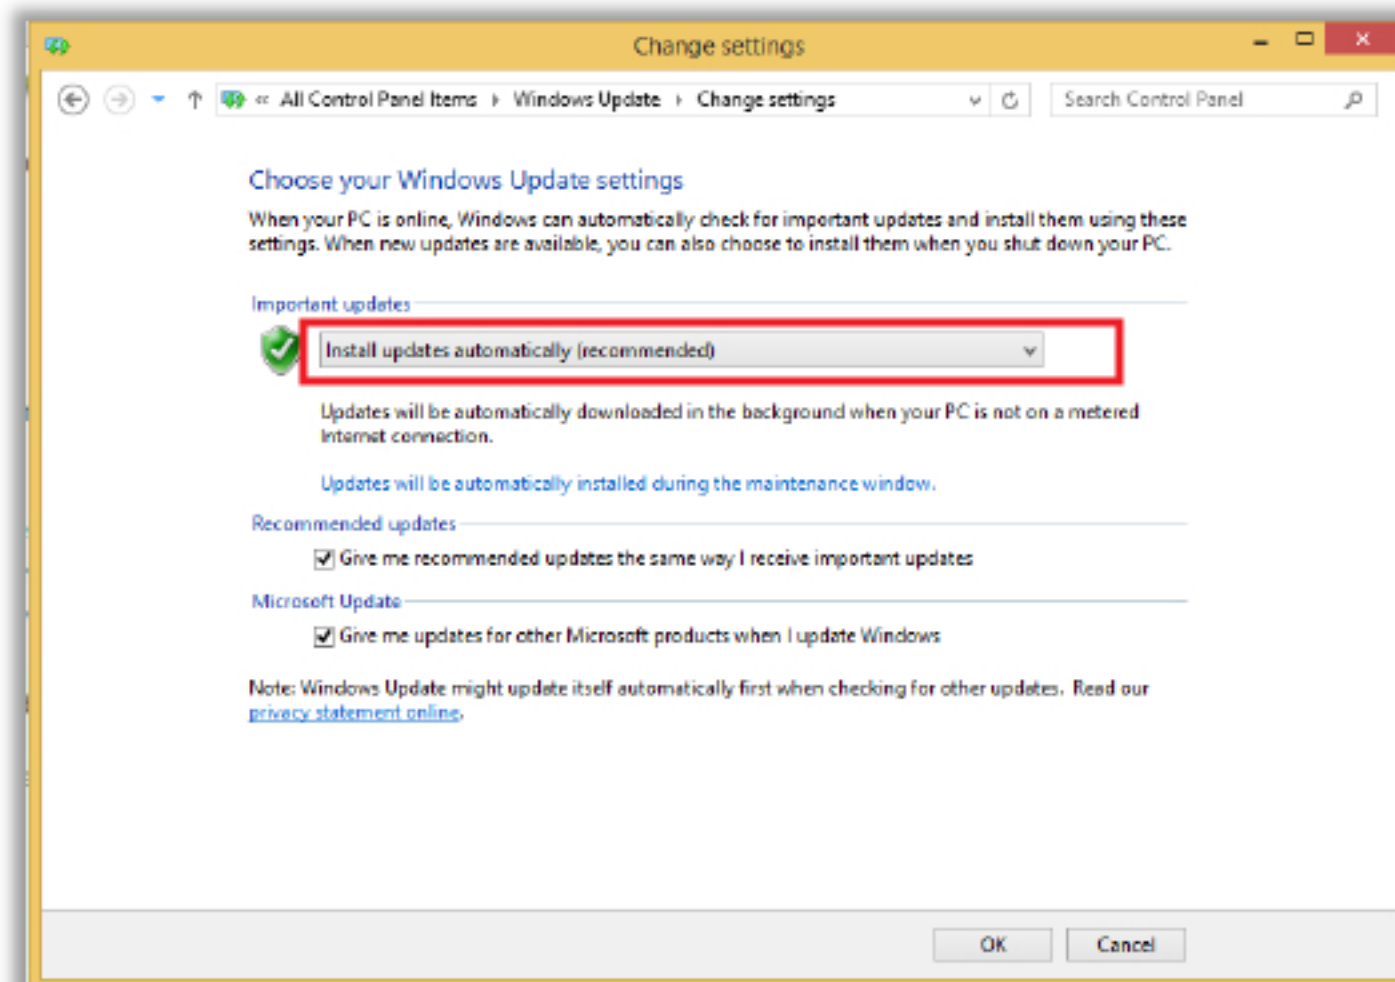 Change settings
« All Control Panel Items Windows Update Change settings
Search Control Panel
Choose your Windows Update settings
When your PC is online, Windows can automatically check for important updates and install them using these
settings. When new updates are available, you can also choose to install them when you shut down your PC.
Important updates
Install updates automatically (recommended)
Updates will be automatically downloaded in the background when your PC is not on a metered
Internet connection.
Updates will be automatically installed during the maintenance window.
Recommended updates
Give me recommended updates the same way I receive important updates
Microsoft Update
Give me updates for other Microsoft products when I update Windows
Note: Windows Update might update itself automatically first when checking for other updates. Read our
privacy statement online.
OK
Cancel